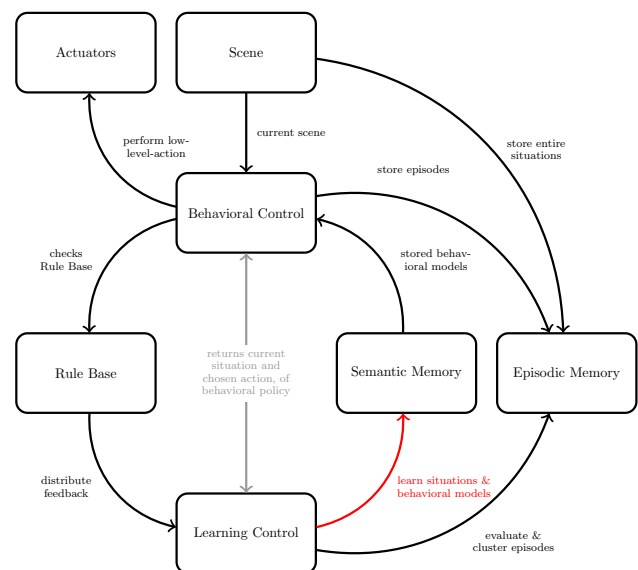 Actuators
Scene
perform low-
level-action
current scene
store entire
situations
store episodes
Behavioral Control
checks
Rule Base
stored behav-
ioral models
returns current
situation and
chosen action, of
behavioral policy
Rule Base
Semantic Memory
Episodic Memory
distribute
feedback
learn situations &
behavioral models
Learning Control
evaluate &
cluster episodes